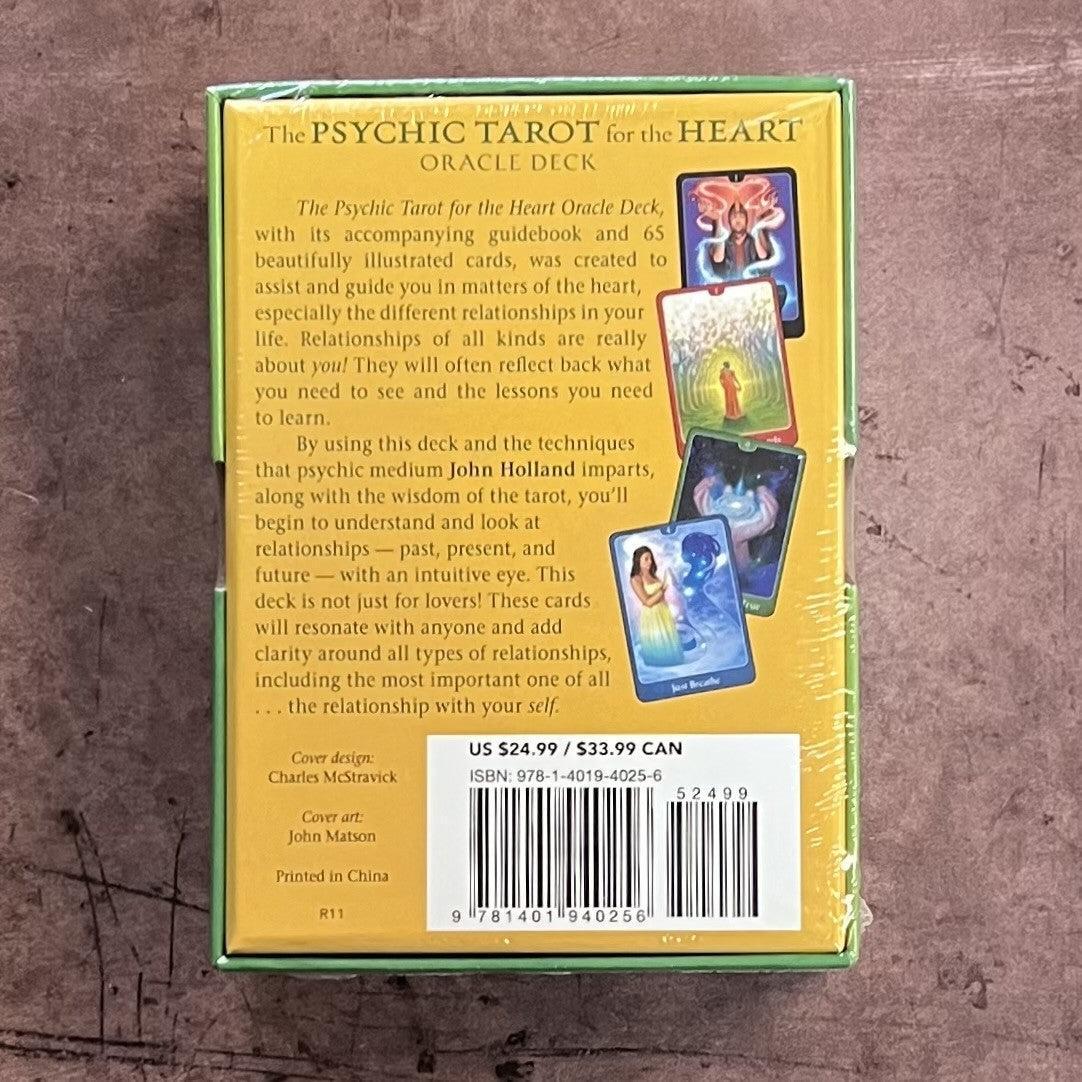 The PSYCHIC TAROT for the HEART
ORACLE DECK
The Psychic Tarot for the Heart Oracle Deck,
with its accompanying guidebook and 65
beautifully illustrated cards, was created to
assist and guide you in matters of the heart,
especially the different relationships in your
life. Relationships of all kinds are really
about you! They will often reflect back what
you need to see and the lessons you need
to learn.
By using this deck and the techniques
that psychic medium John Holland imparts,
along with the wisdom of the tarot, you'll
begin to understand and look at
relationships — past, present, and
future — with an intuitive eye. This
deck is not just for lovers! These cards
will resonate with anyone and add
clarity around all types of relationships,
including the most important one of all
. . . the relationship with your self.
Just Breathe
Cover design:
Charles McStravick
Cover art:
John Matson
Printed in China
R11
US $24.99 / $33.99 CAN
ISBN: 978-1-4019-4025-6
52499
9 781401 940256